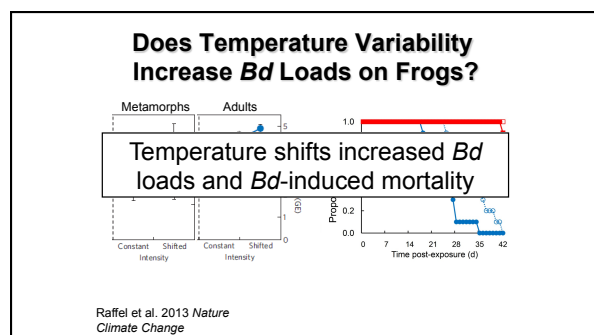 Does Temperature Variability
Increase Bd Loads on Frogs?
Metamorphs
Adults
5
1
(GE)
Constant Shifted
Intensity
Constant Shifted
Intensity
Temperature shifts increased Bd
loads and Bd-induced mortality
1.0
0.2
0.0
0 7 14 21 28 35 42
Time post-exposure (d)
Raffel et al. 2013 Nature
Climate Change